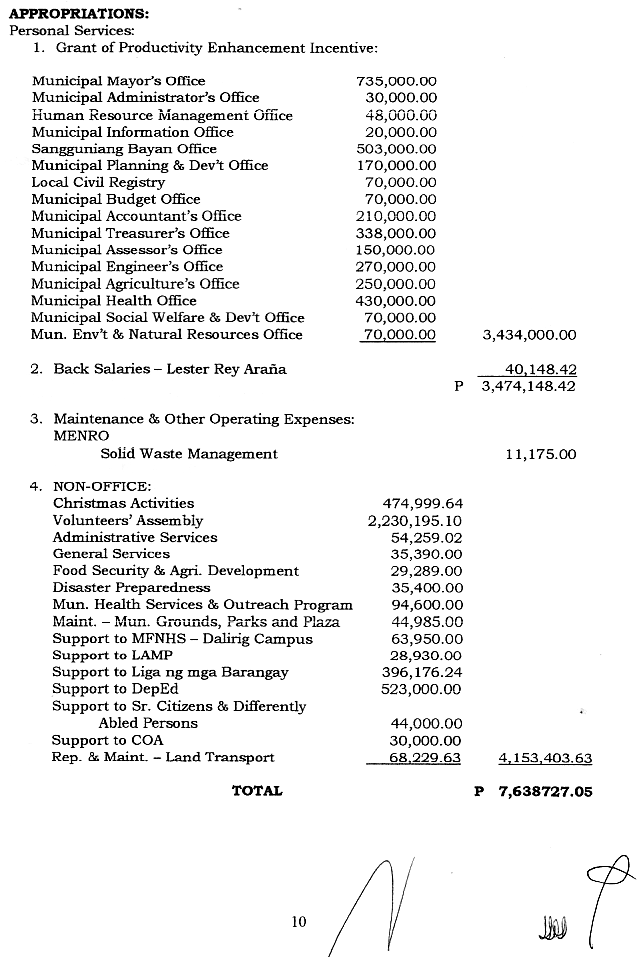 APPROPRIATIONS:
Personal Services:
1. Grant of Productivity Enhancement Incentive:
Municipal Mayor's Office 735,000.00
Municipal Administrator's Office 30,000.00
Human Resource Management Office 48,000.00
Municipal Information Office 20,000.00
Sangguniang Bayan Office 503,000.00
Municipal Planning & Dev't Office 170,000.00
Local Civil Registry 70,000.00
Municipal Budget Office 70,000.00
Municipal Accountant's Office 210,000.00
Municipal Treasurer's Office 338,000.00
Municipal Assessor's Office 150,000.00
Municipal Engineer's Office 270,000.00
Municipal Agriculture's Office 250,000.00
Municipal Health Office 430,000.00
Municipal Social Welfare & Dev't Office 70,000.00
Mun. Env't & Natural Resources Office 70,000.00 3,434,000.00
2. Back Salaries – Lester Rey Araña 40,148.42
P 3,474,148.42
3. Maintenance & Other Operating Expenses:
MENRO
Solid Waste Management 11,175.00
4. NON-OFFICE:
Christmas Activities 474,999.64
Volunteers' Assembly 2,230,195.10
Administrative Services 54,259.02
General Services 35,390.00
Food Security & Agri. Development 29,289.00
Disaster Preparedness 35,400.00
Mun. Health Services & Outreach Program 94,600.00
Maint. – Mun. Grounds, Parks and Plaza 44,985.00
Support to MFNHS – Dalirig Campus 63,950.00
Support to LAMP 28,930.00
Support to Liga ng mga Barangay 396,176.24
Support to DepEd 523,000.00
Support to Sr. Citizens & Differently
Abled Persons 44,000.00
Support to COA 30,000.00
Rep. & Maint. – Land Transport 68,229.63 4,153,403.63
TOTAL P 7,638727.05
10